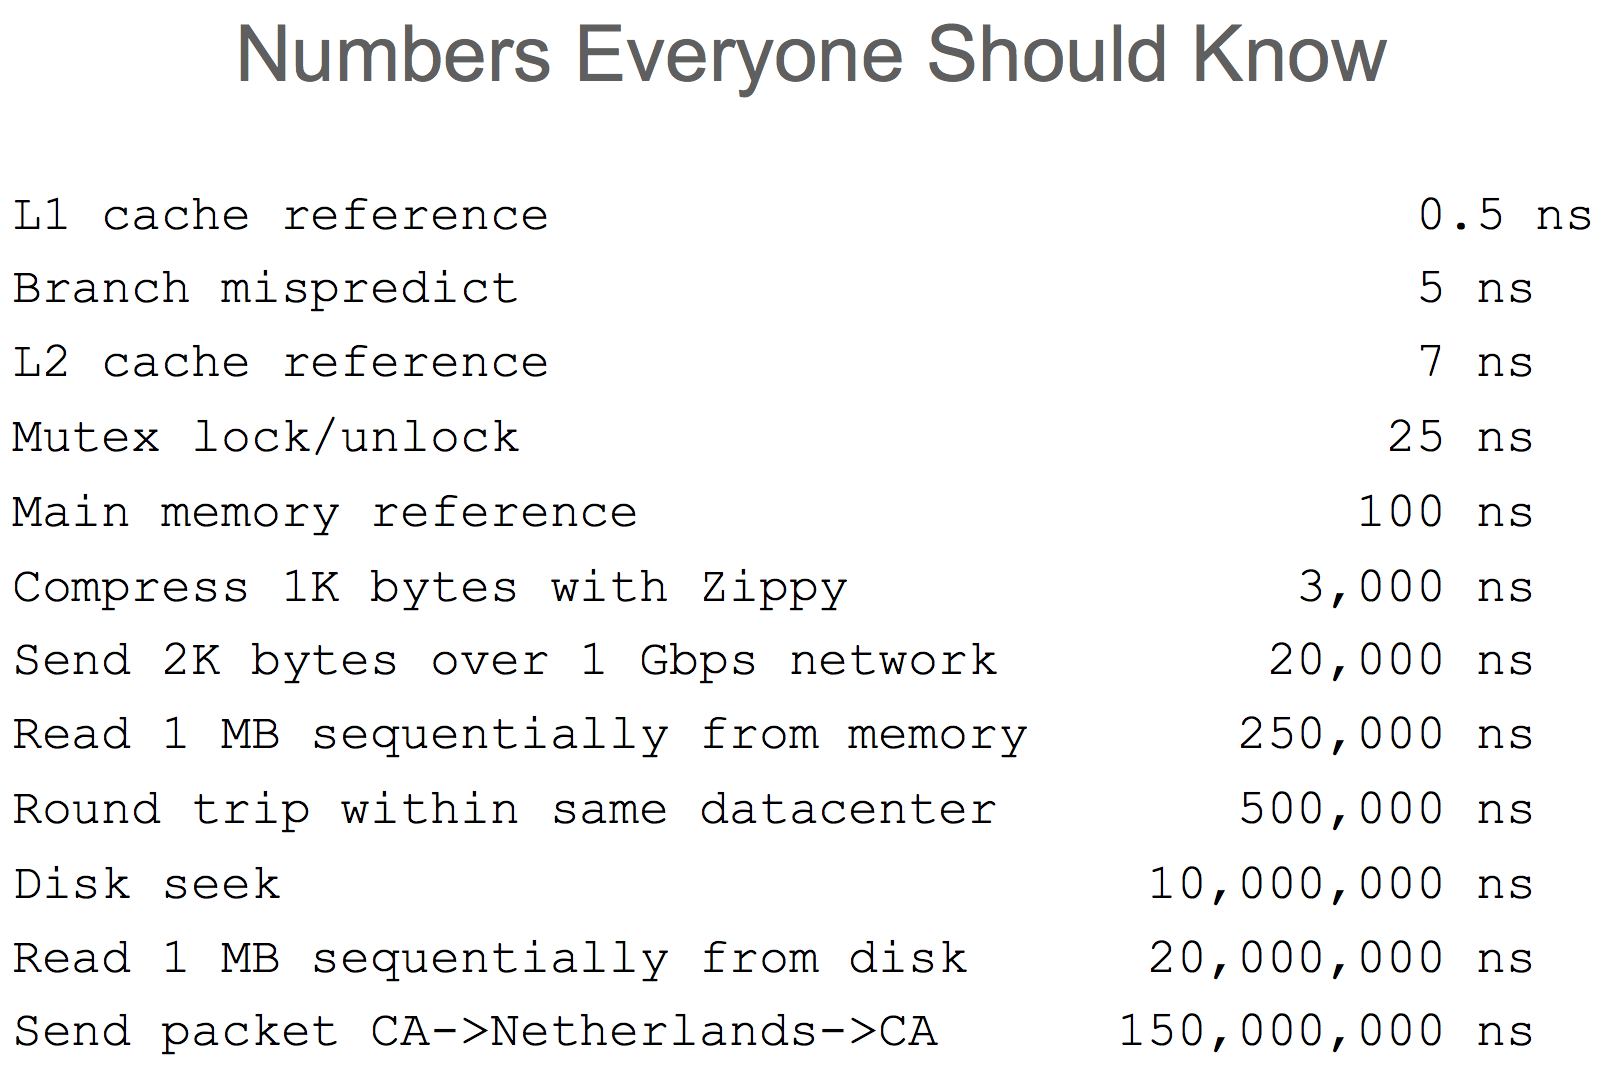 Numbers Everyone Should Know
L1 cache reference 0.5 ns
Branch mispredict 5 ns
L2 cache reference 7 ns
Mutex lock/unlock 25 ns
Main memory reference 100 ns
Compress 1K bytes with Zippy 3,000 ns
Send 2K bytes over 1 Gbps network 20,000 ns
Read 1 MB sequentially from memory 250,000 ns
Round trip within same datacenter 500,000 ns
Disk seek 10,000,000 ns
Read 1 MB sequentially from disk 20,000,000 ns
Send packet CA->Netherlands->CA 150,000,000 ns